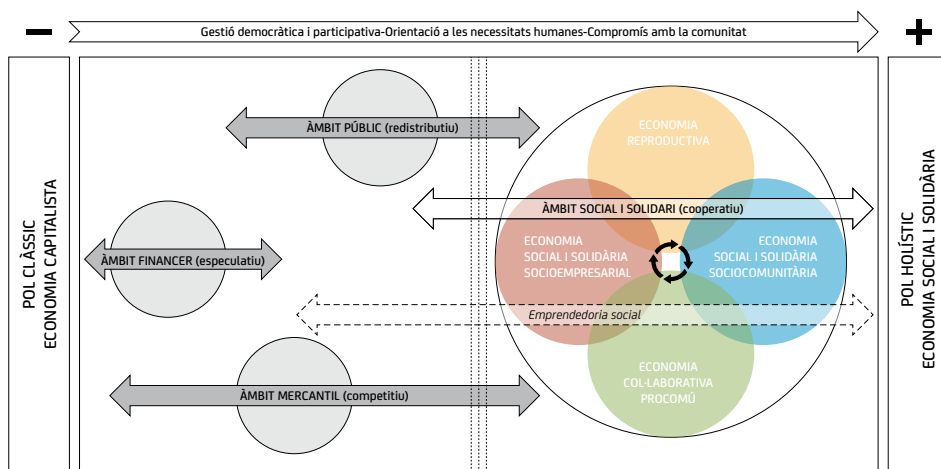 Gestió democràtica i participativa-Orientació a les necessitats humanes-Compromís amb la comunitat
POL CLÀSSIC
ECONOMIA CAPITALISTA
ÀMBIT PÚBLIC (redistributiu)
ÀMBIT FINANCER (especulatiu)
ÀMBIT MERCANTIL (competitiu)
ECONOMIA
REPRODUCTIVA
ÀMBIT SOCIAL I SOLIDARI (cooperatiu)
ECONOMIA
SOCIAL I SOLIDÀRIA
SOCIOEMPRESARIAL
ECONOMIA
SOCIAL I SOLIDÀRIA
SOCIOCOMUNITÀRIA
Emprendedoria social
ECONOMIA
COL·LABORATIVA
PROCOMÚ
POL HOLÍSTIC
ECONOMIA SOCIAL I SOLIDÀRIA